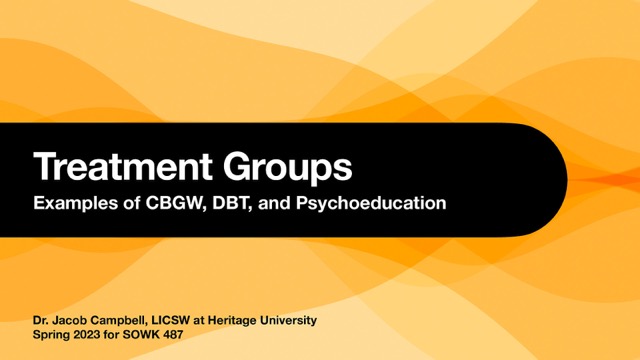 Treatment Groups
Examples of CBGW, DBT, and Psychoeducation
Dr. Jacob Campbell, LICSW at Heritage University
Spring 2023 for SOWK 487